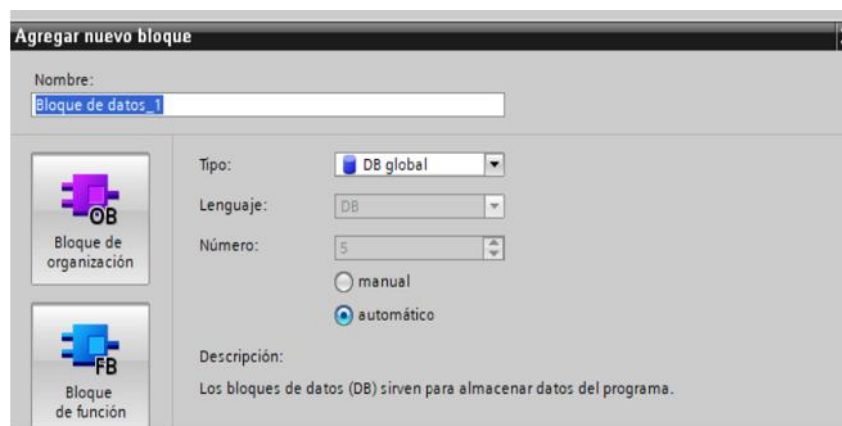 Agregar nuevo bloque
Nombre:
Bloque de datos_1
OB
Bloque de
organización
FB
Bloque
de función
Tipo:
DB global
Lenguaje:
DB
Número:
5
manual
automático
Descripción:
Los bloques de datos (DB) sirven para almacenar datos del programa.